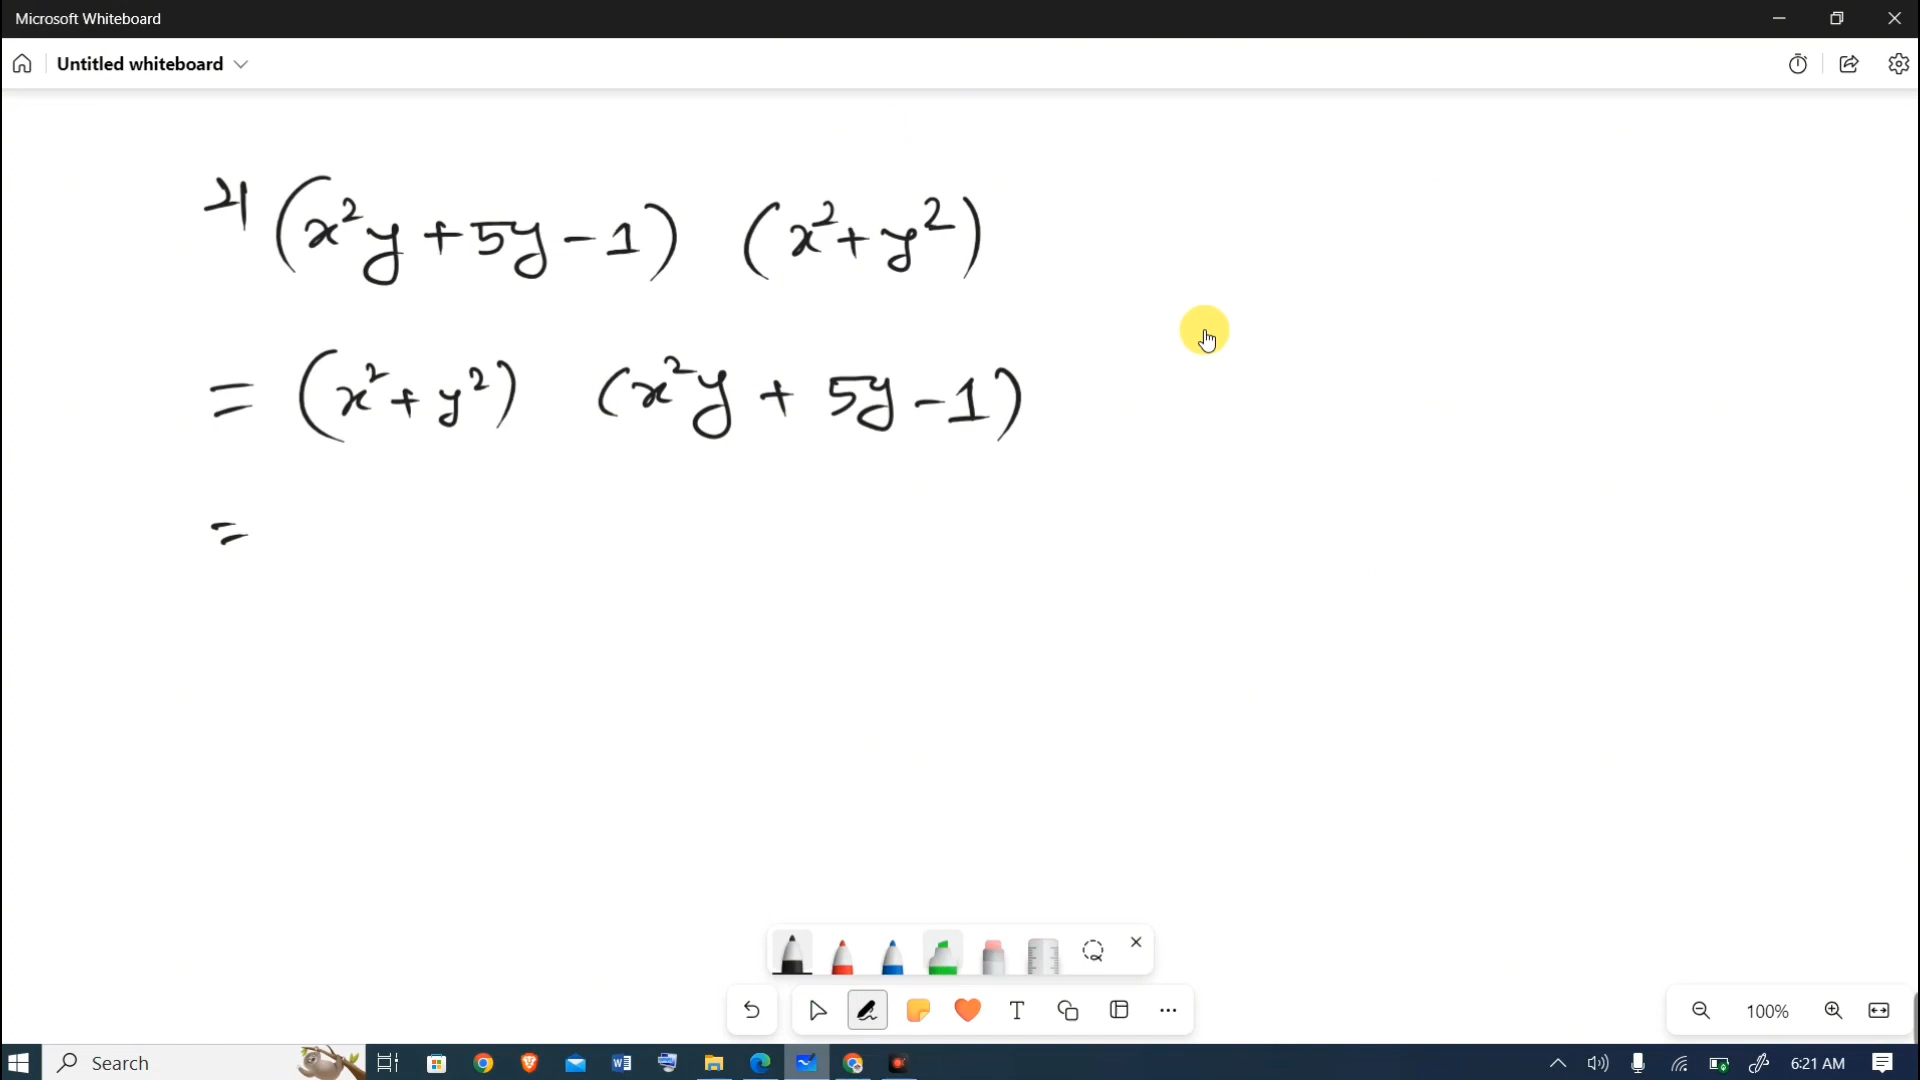 Microsoft Whiteboard
Untitled whiteboard
(x²y + 5y - 1) (x² + y²)
= (x² + y²) (x²y + 5y - 1)
=
T
100%
Search
6:21 AM